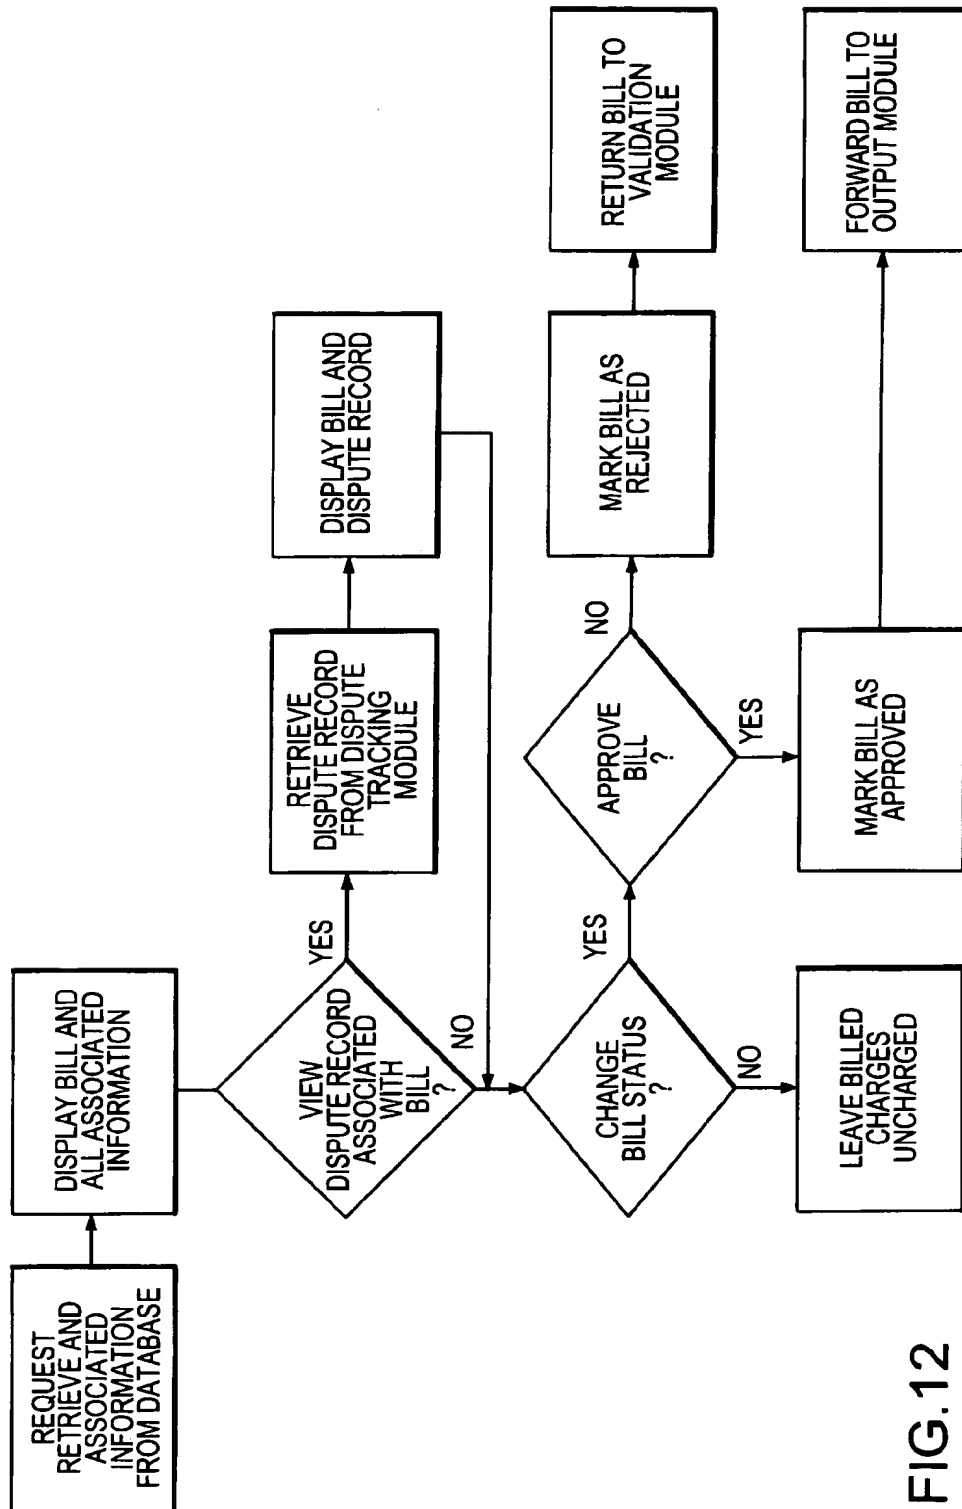 REQUEST
RETRIEVE AND
ASSOCIATED
INFORMATION
FROM DATABASE
DISPLAY BILL AND
ALL ASSOCIATED
INFORMATION
VIEW
DISPUTE RECORD
ASSOCIATED
WITH
BILL
?
YES
RETRIEVE
DISPUTE RECORD
FROM DISPUTE
TRACKING
MODULE
DISPLAY BILL AND
DISPUTE RECORD
NO
CHANGE
BILL STATUS
?
YES
APPROVE
BILL
?
NO
MARK BILL AS
REJECTED
RETURN BILL TO
VALIDATION
MODULE
NO
LEAVE BILLED
CHARGES
UNCHARGED
YES
MARK BILL AS
APPROVED
FORWARD BILL TO
OUTPUT MODULE
FIG.12